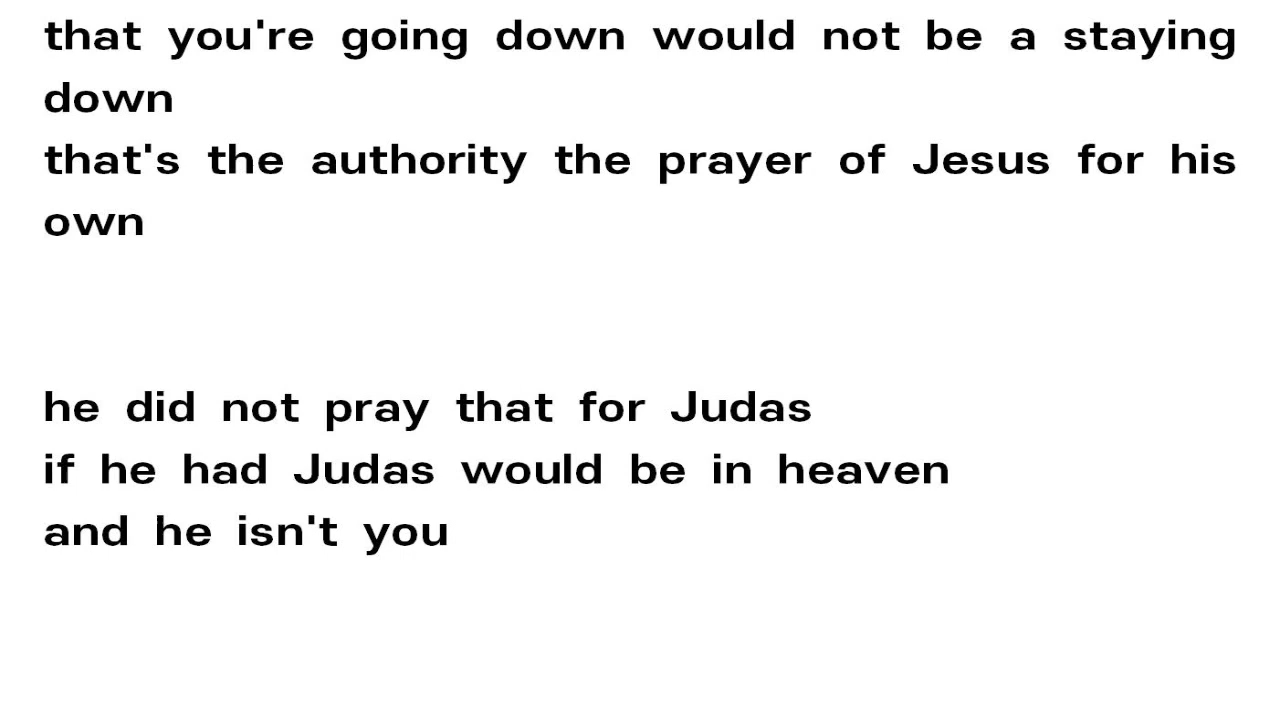 that you're going down would not be a staying
down
that's the authority the prayer of Jesus for his
own
he did not pray that for Judas
if he had Judas would be in heaven
and he isn't you